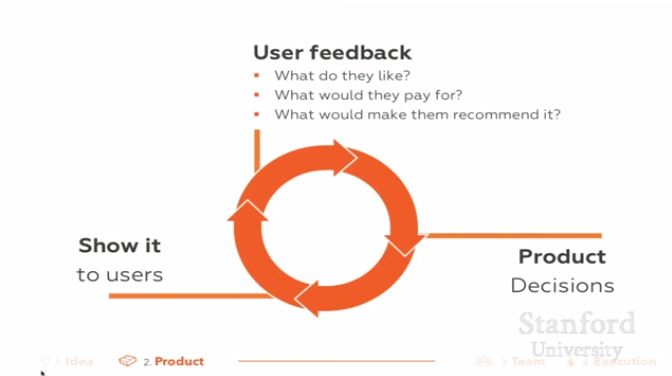 User feedback
▪ What do they like?
▪ What would they pay for?
▪ What would make them recommend it?
Show it
to users
Product
Decisions
Stanford
University
1. Idea
2. Product
3. Team
4. Execution